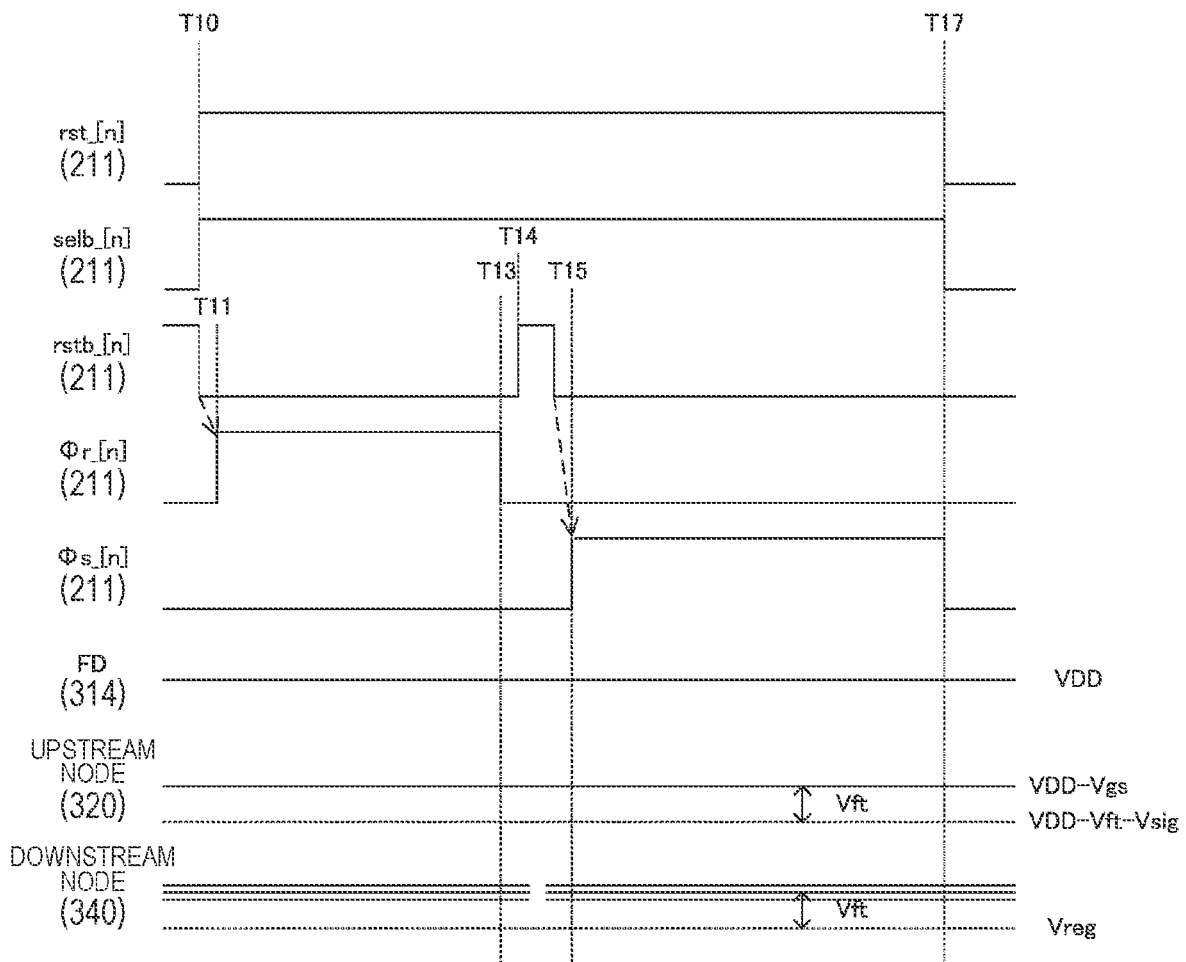 T10
T17
rst_[n]
(211)
selb_[n]
(211)
T14
T13
T15
T11
rstb_[n]
(211)
Φr_[n]
(211)
Φs_[n]
(211)
FD
(314)
VDD
UPSTREAM
NODE
(320)
VDD-Vgs
Vft
VDD-Vft-Vsig
DOWNSTREAM
NODE
(340)
Vft
Vreg